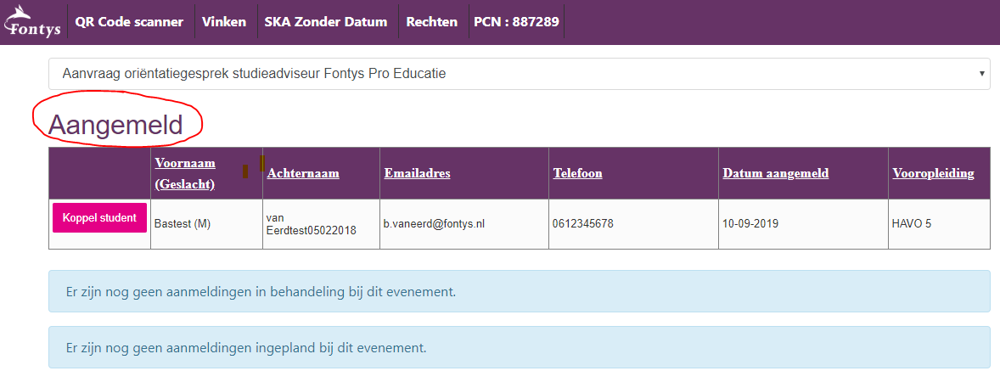 Fontys QR Code scanner Vinken SKA Zonder Datum Rechten PCN : 887289
Aanvraag oriëntatiegesprek studieadviseur Fontys Pro Educatie
Aangemeld
Voornaam (Geslacht) Achternaam Emailadres Telefoon Datum aangemeld Vooropleiding
Koppel student Bastest (M) van Eerdtest05022018 b.vaneerd@fontys.nl 0612345678 10-09-2019 HAVO 5
Er zijn nog geen aanmeldingen in behandeling bij dit evenement.
Er zijn nog geen aanmeldingen ingepland bij dit evenement.